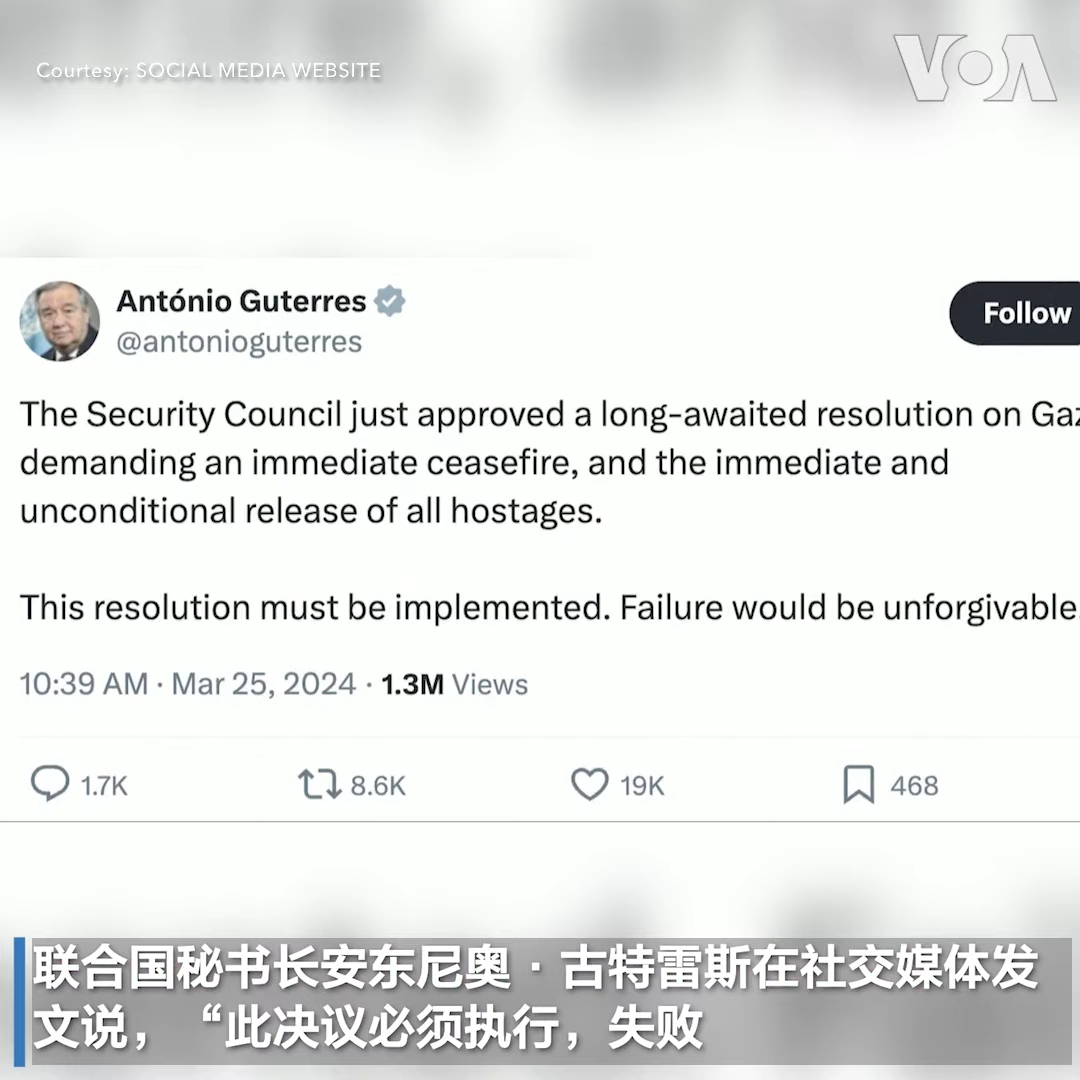 Courtesy: SOCIAL MEDIA WEBSITE
VOA
António Guterres
@antonioguterres
Follow
The Security Council just approved a long-awaited resolution on Gaz
demanding an immediate ceasefire, and the immediate and
unconditional release of all hostages.
This resolution must be implemented. Failure would be unforgivable.
10:39 AM · Mar 25, 2024 · 1.3M Views
1.7K 8.6K 19K 468
联合国秘书长安东尼奥·古特雷斯在社交媒体发
文说，“此决议必须执行，失败